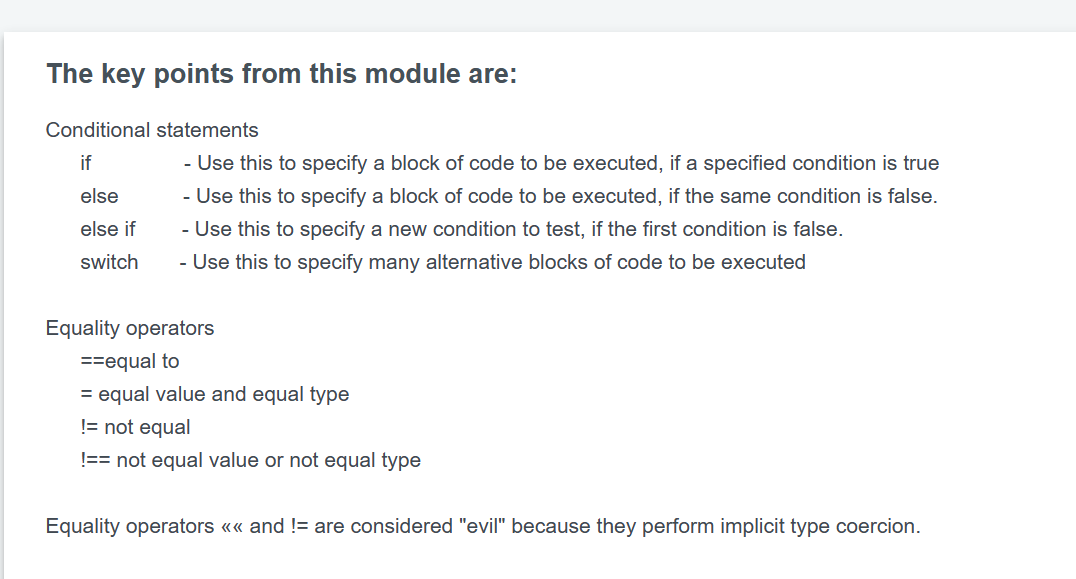 The key points from this module are:
Conditional statements
if - Use this to specify a block of code to be executed, if a specified condition is true
else - Use this to specify a block of code to be executed, if the same condition is false.
else if - Use this to specify a new condition to test, if the first condition is false.
switch - Use this to specify many alternative blocks of code to be executed
Equality operators
==equal to
= equal value and equal type
!= not equal
!== not equal value or not equal type
Equality operators «« and != are considered "evil" because they perform implicit type coercion.